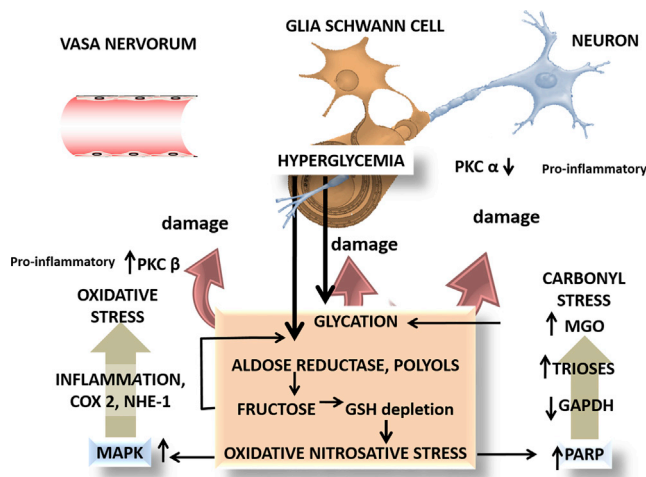 GLIA SCHWANN CELL
VASA NERVORUM
NEURON
HYPERGLYCEMIA
PKC α
Pro-inflammatory
damage
damage
damage
Pro-inflammatory
PKC β
OXIDATIVE
STRESS
CARBONYL
STRESS
MGO
GLYCATION
TRIOSES
ALDOSE REDUCTASE, POLYOLS
INFLAMMATION,
COX 2, NHE-1
GAPDH
FRUCTOSE
GSH depletion
MAPK
OXIDATIVE NITROSATIVE STRESS
PARP